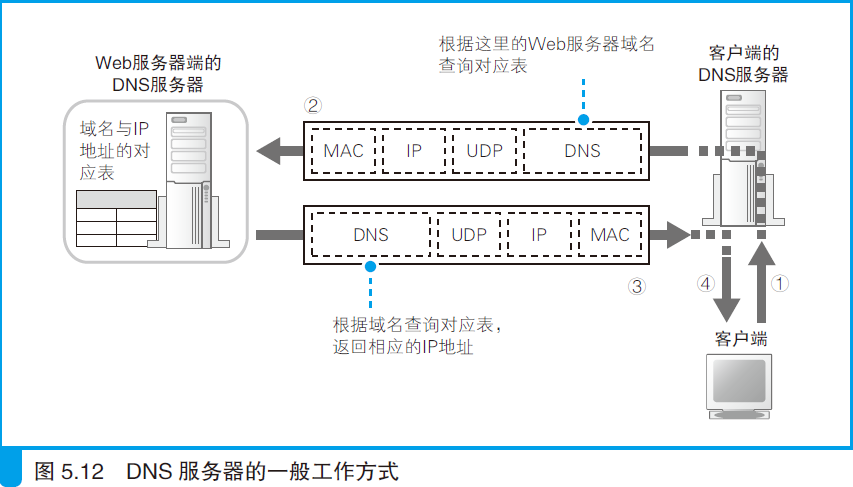 根据这里的Web服务器域名
查询对应表
客户端的
DNS服务器
Web服务器端的
DNS服务器
②
域名与IP
地址的对
应表
MAC IP UDP DNS
DNS UDP IP MAC
③
④
①
根据域名查询对应表，
返回相应的IP地址
客户端
图 5.12 DNS 服务器的一般工作方式